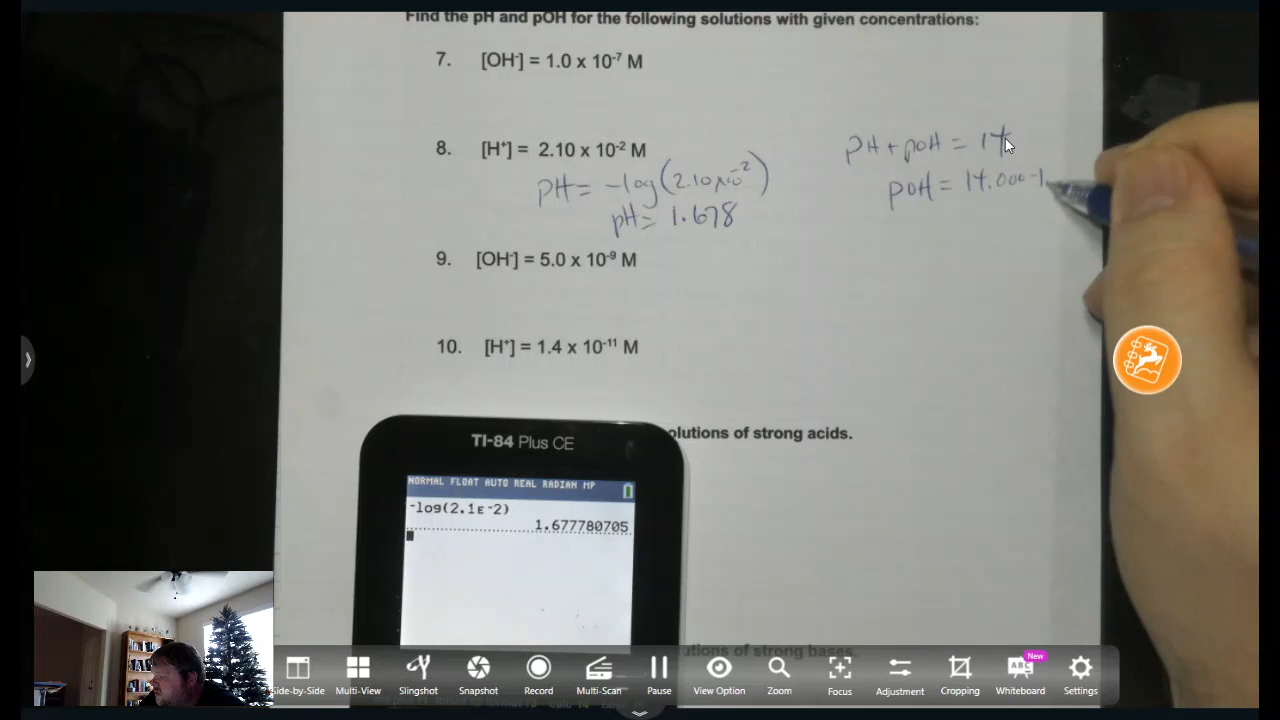 Find the pH and pOH for the following solutions with given concentrations:
7. [OH-] = 1.0 x 10-7 M
8. [H+] = 2.10 x 10-2 M
pH + pOH = 14
pH = -log(2.10x10-2)
pOH = 14.000-1
pH = 1.678
9. [OH-] = 5.0 x 10-9 M
10. [H+] = 1.4 x 10-11 M
olutions of strong acids.
TI-84 Plus CE
NORMAL FLOAT AUTO REAL RADIAN MP
-log(2.1E-2)
1.677780705
utions of strong bases.
Side-by-Side Multi-View Slingshot Snapshot Record Multi-Scan Pause View Option Zoom Focus Adjustment Cropping Whiteboard Settings
New
ABC